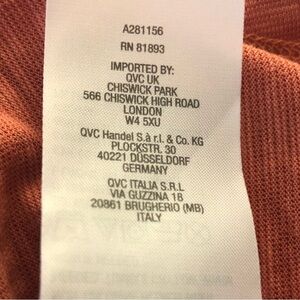 A281156
RN 81893
IMPORTED BY:
QVC UK
CHISWICK PARK
566 CHISWICK HIGH ROAD
LONDON
W4 5XU
QVC Handel S.à r.l. & Co. KG
PLOCKSTR. 30
40221 DÜSSELDORF
GERMANY
QVC ITALIA S.R.L
VIA GUZZINA 18
20861 BRUGHERIO (MB)
ITALY